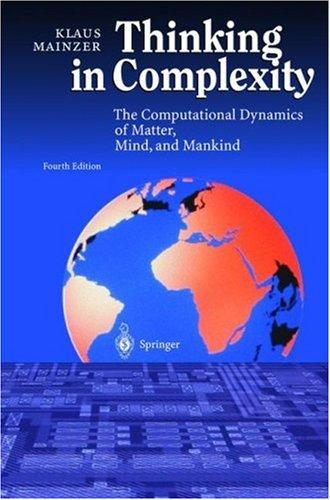 KLAUS
MAINZER
Thinking
in Complexity
The Computational Dynamics
of Matter,
Mind, and Mankind
Fourth Edition
Springer